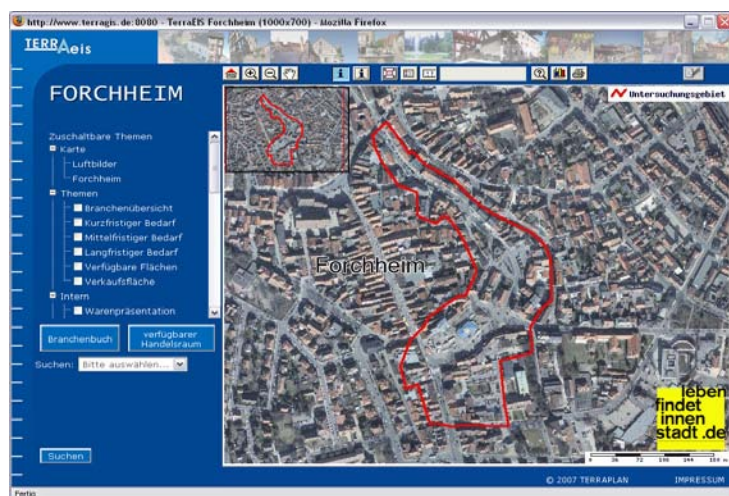 http://www.terragis.de:8080 - TerraEIS Forchheim (1000x700) - Mozilla Firefox
TERRAeis
FORCHHEIM
Zuschaltbare Themen
Karte
Luftbilder
Forchheim
Themen
Branchenübersicht
Kurzfristiger Bedarf
Mittelfristiger Bedarf
Langfristiger Bedarf
Verfügbare Flächen
Verkaufsfläche
Intern
Warenpräsentation
Branchenbuch
verfügbarer
Handelsraum
Suchen: Bitte auswählen...
Suchen
Untersuchungsgebiet
Forchheim
leben
findet
innen
stadt .de
© 2007 TERRAPLAN
IMPRESSUM
Fertig